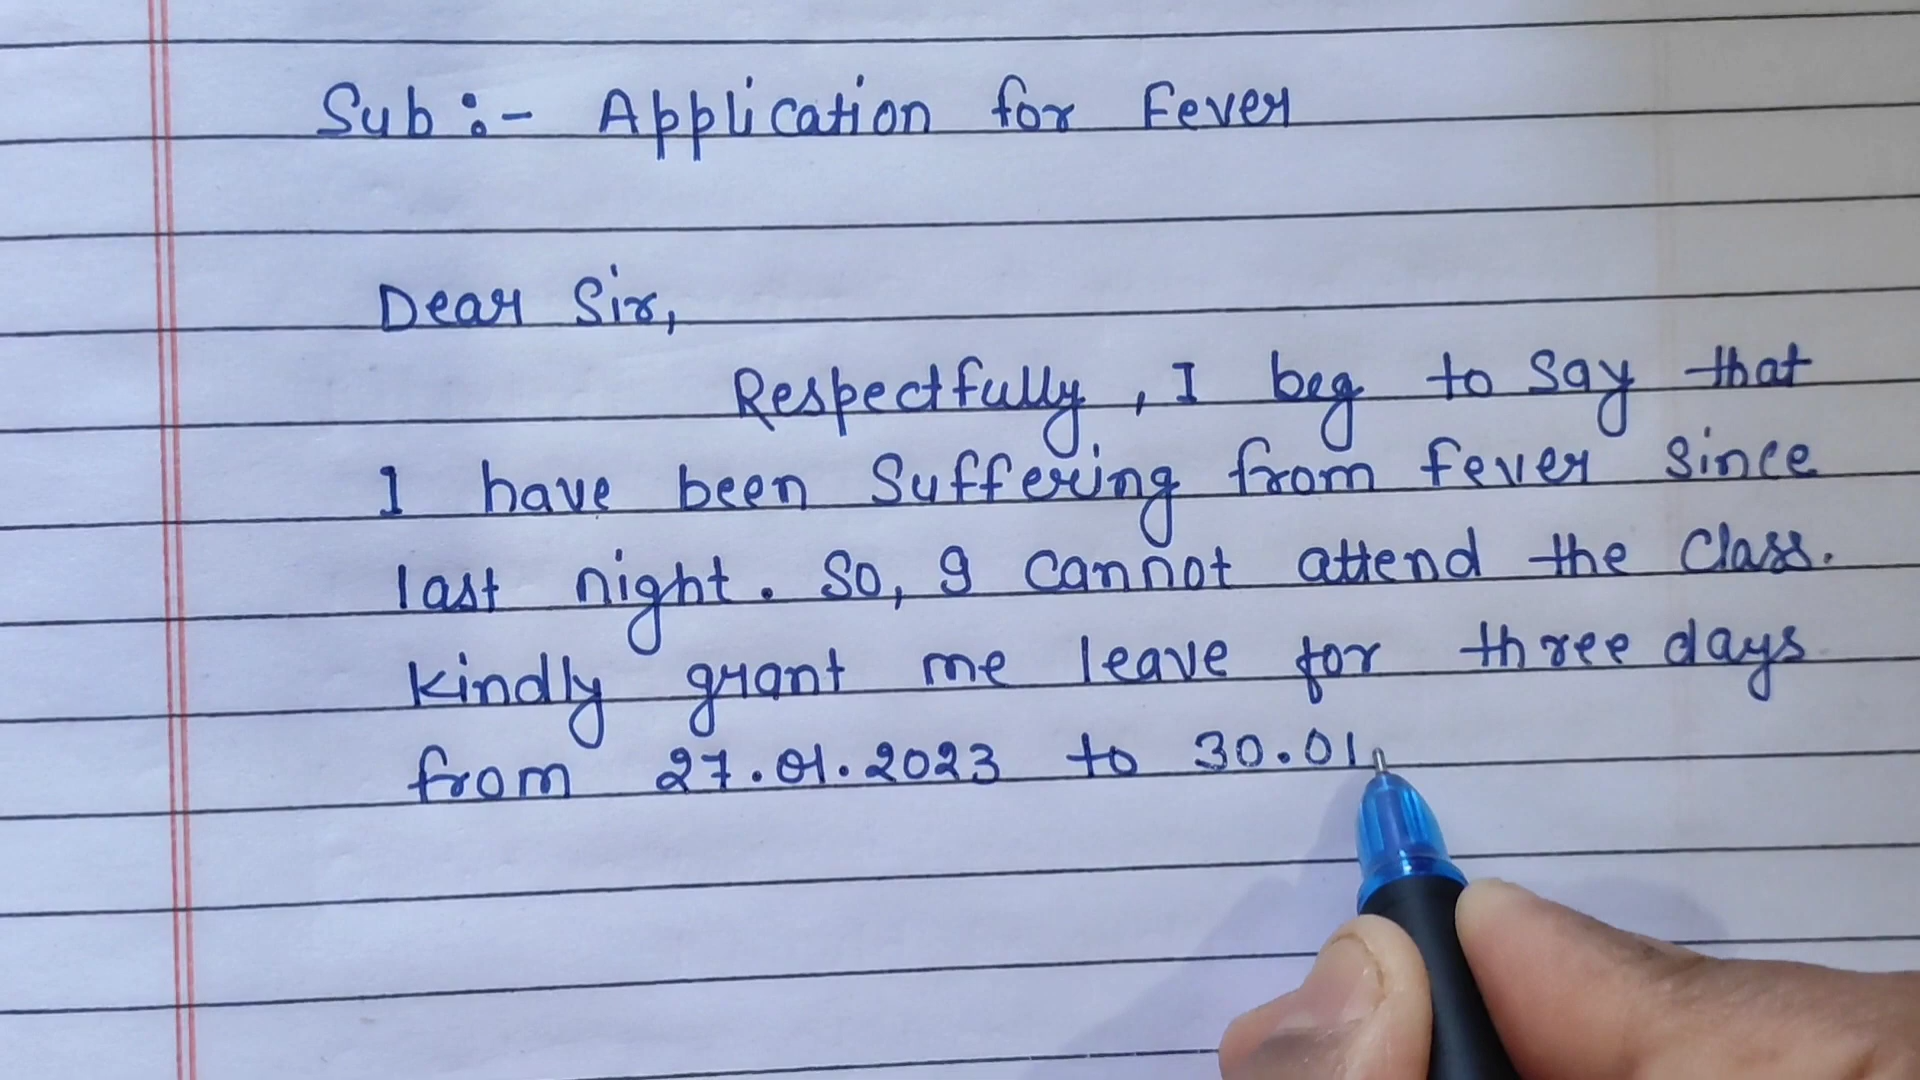 Sub :- Application for Fever
Dear Sir,
Respectfully, I beg to say that
I have been Suffering from fever since
last night. So, I cannot attend the Class.
kindly grant me leave for three days
from 27.01.2023 to 30.01.